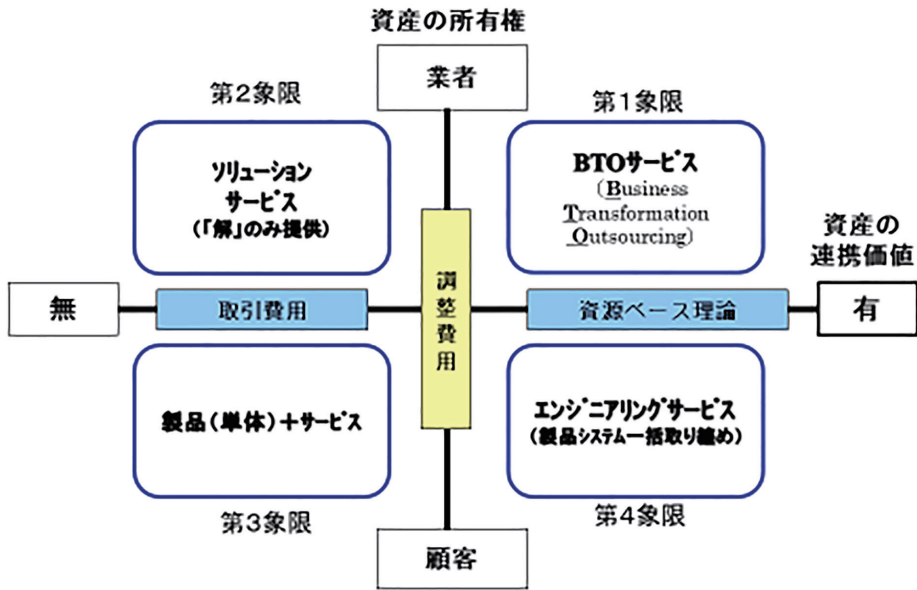 資産の所有権
業者
第2象限
第1象限
ソリューション
サービス
(「解」のみ提供)
BTOサービス
(Business
Transformation
Outsourcing)
資産の
連携価値
無
取引費用
調整費用
資源ベース理論
有
製品(単体)+サービス
エンジニアリングサービス
(製品システム一括取り纏め)
第3象限
第4象限
顧客